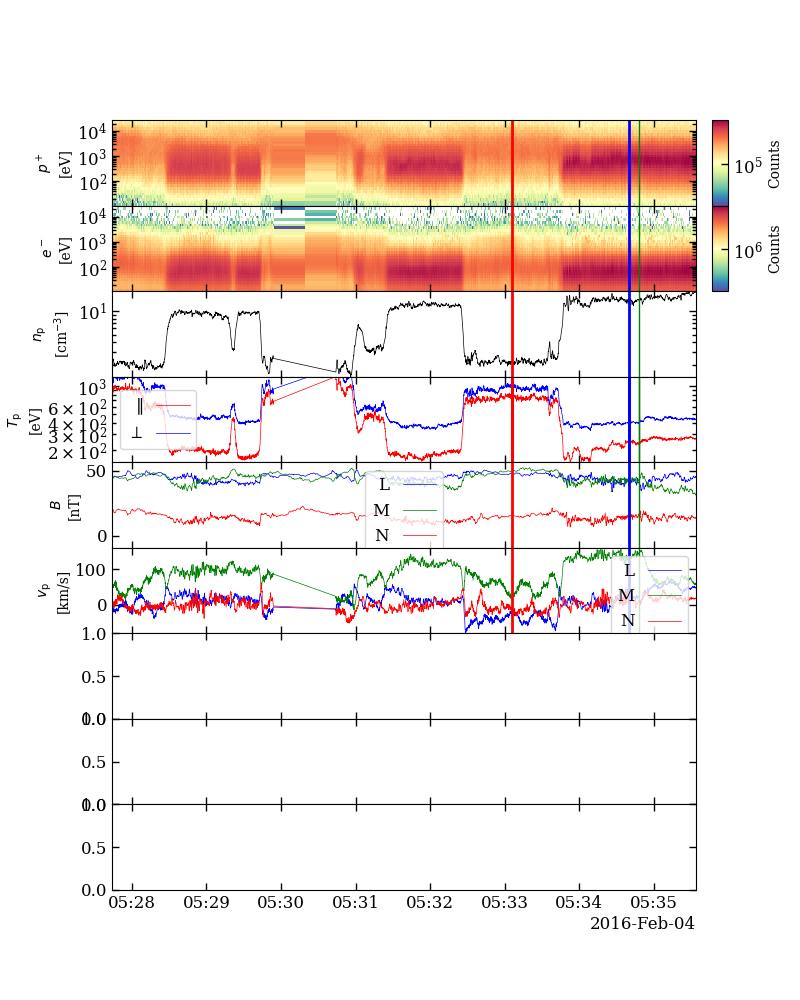 10⁴
10³
10²
p⁺
[eV]
10⁵
Counts
10⁴
10³
10²
e⁻
[eV]
10⁶
Counts
10¹
nₚ
[cm⁻³]
10³
6 × 10²
4 × 10²
3 × 10²
2 × 10²
Tₚ
[eV]
∥
⊥
50
0
B
[nT]
L
M
N
100
0
vₚ
[km/s]
L
M
N
1.0
0.5
0.0
1.0
0.5
0.0
1.0
0.5
0.0
05:28 05:29 05:30 05:31 05:32 05:33 05:34 05:35
2016-Feb-04